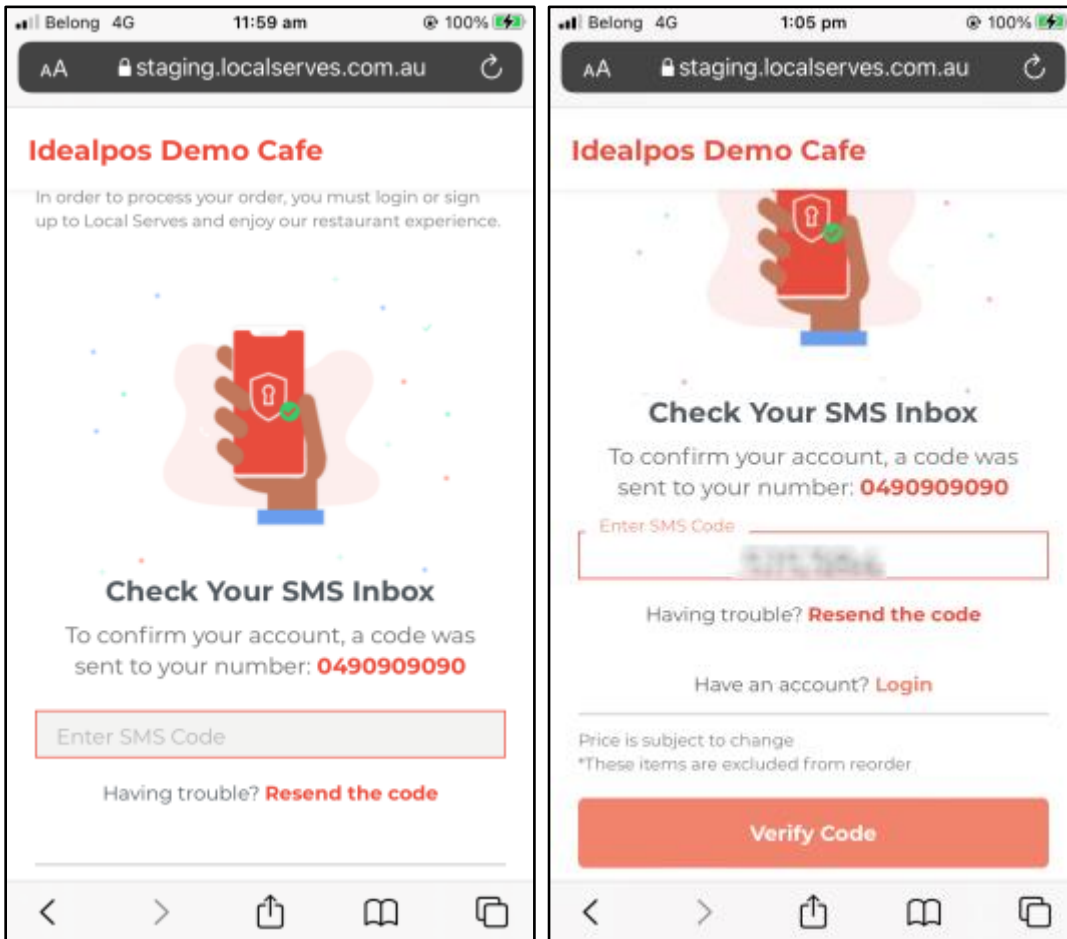 Belong 4G 11:59 am 100%
AA staging.localserves.com.au
Idealpos Demo Cafe
In order to process your order, you must login or sign
up to Local Serves and enjoy our restaurant experience.
Check Your SMS Inbox
To confirm your account, a code was
sent to your number: 0490909090
Enter SMS Code
Having trouble? Resend the code
Belong 4G 1:05 pm 100%
AA staging.localserves.com.au
Idealpos Demo Cafe
Check Your SMS Inbox
To confirm your account, a code was
sent to your number: 0490909090
Enter SMS Code
Having trouble? Resend the code
Have an account? Login
Price is subject to change
*These items are excluded from reorder
Verify Code